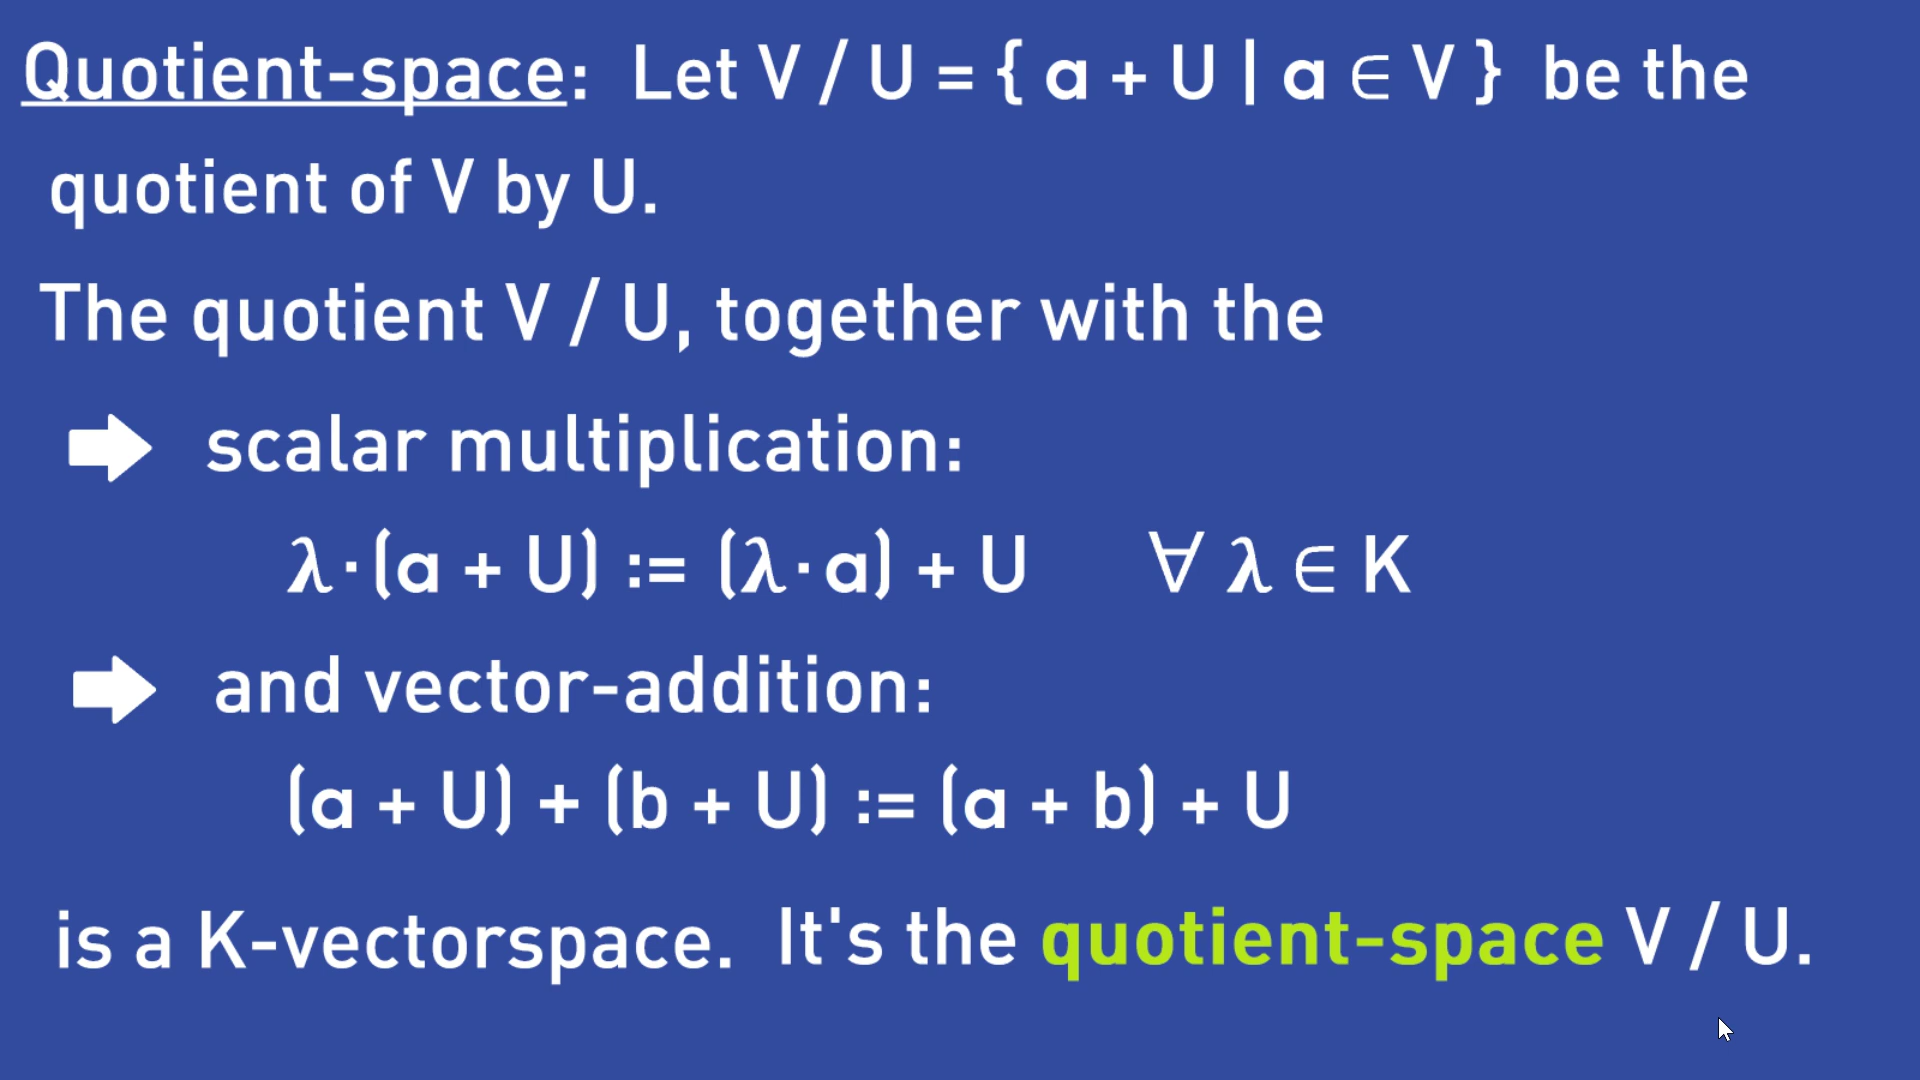 Quotient-space: Let V / U = { a + U | a ∈ V } be the
quotient of V by U.
The quotient V / U, together with the
scalar multiplication:
λ·(a + U) := (λ·a) + U ∀ λ ∈ K
and vector-addition:
(a + U) + (b + U) := (a + b) + U
is a K-vectorspace. It's the quotient-space V / U.